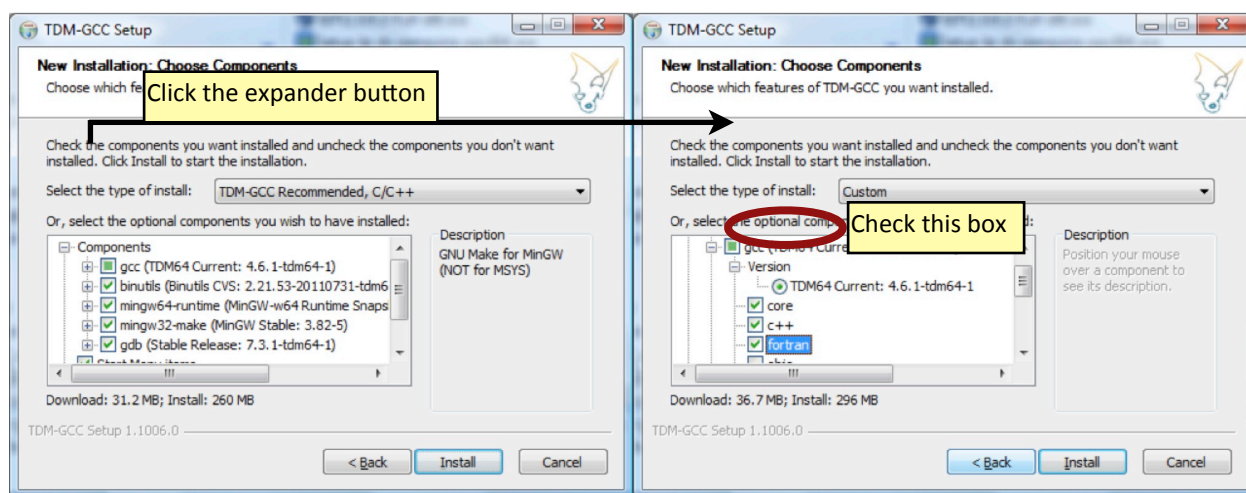 TDM-GCC Setup
New Installation: Choose Components
Choose which fe
Click the expander button
Check the components you want installed and uncheck the components you don't want
installed. Click Install to start the installation.
Select the type of install: TDM-GCC Recommended, C/C++
Or, select the optional components you wish to have installed:
Components
gcc (TDM64 Current: 4.6.1-tdm64-1)
binutils (Binutils CVS: 2.21.53-20110731-tdm6
mingw64-runtime (MinGW-w64 Runtime Snaps
mingw32-make (MinGW Stable: 3.82-5)
gdb (Stable Release: 7.3.1-tdm64-1)
Start Menu items
Description
GNU Make for MinGW
(NOT for MSYS)
Download: 31.2 MB; Install: 260 MB
TDM-GCC Setup 1.1006.0
< Back Install Cancel
TDM-GCC Setup
New Installation: Choose Components
Choose which features of TDM-GCC you want installed.
Check the components you want installed and uncheck the components you don't want
installed. Click Install to start the installation.
Select the type of install: Custom
Or, select the optional comp
Check this box
gcc (TDM64 Curre
Version
TDM64 Current: 4.6.1-tdm64-1
core
c++
fortran
Description
Position your mouse
over a component to
see its description.
Download: 36.7 MB; Install: 296 MB
TDM-GCC Setup 1.1006.0
< Back Install Cancel